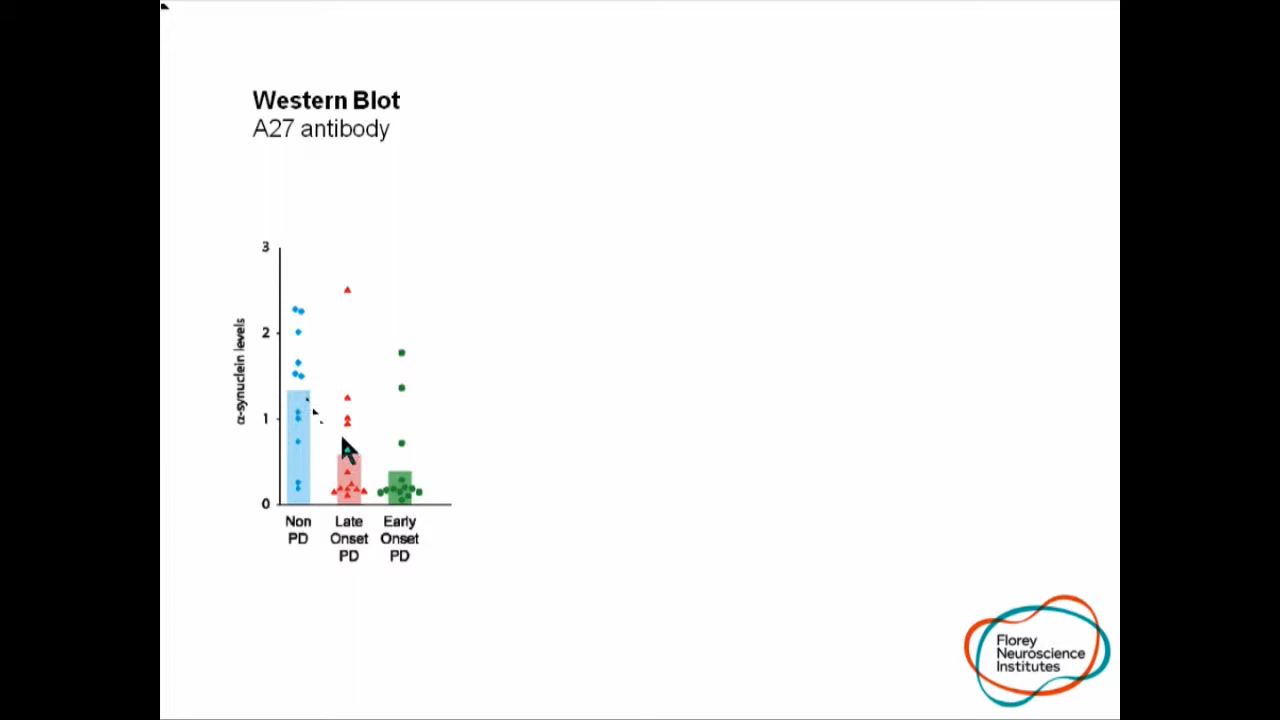 Western Blot
A27 antibody
3
2
1
0
α-synuclein levels
Non
PD
Late
Onset
PD
Early
Onset
PD
Florey
Neuroscience
Institutes